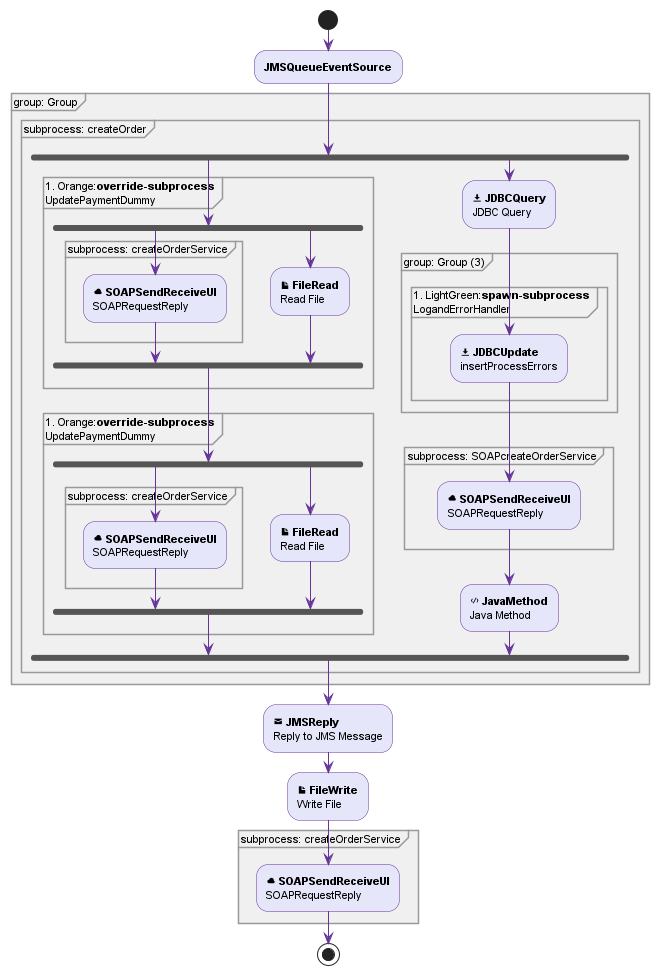 JMSQueueEventSource
group: Group
subprocess: createOrder
1. Orange:override-subprocess
UpdatePaymentDummy
subprocess: createOrderService
SOAPSendReceiveUI
SOAPRequestReply
FileRead
Read File
1. Orange:override-subprocess
UpdatePaymentDummy
subprocess: createOrderService
SOAPSendReceiveUI
SOAPRequestReply
FileRead
Read File
JDBCQuery
JDBC Query
group: Group (3)
1. LightGreen:spawn-subprocess
LogandErrorHandler
JDBCUpdate
insertProcessErrors
subprocess: SOAPcreateOrderService
SOAPSendReceiveUI
SOAPRequestReply
JavaMethod
Java Method
JMSReply
Reply to JMS Message
FileWrite
Write File
subprocess: createOrderService
SOAPSendReceiveUI
SOAPRequestReply